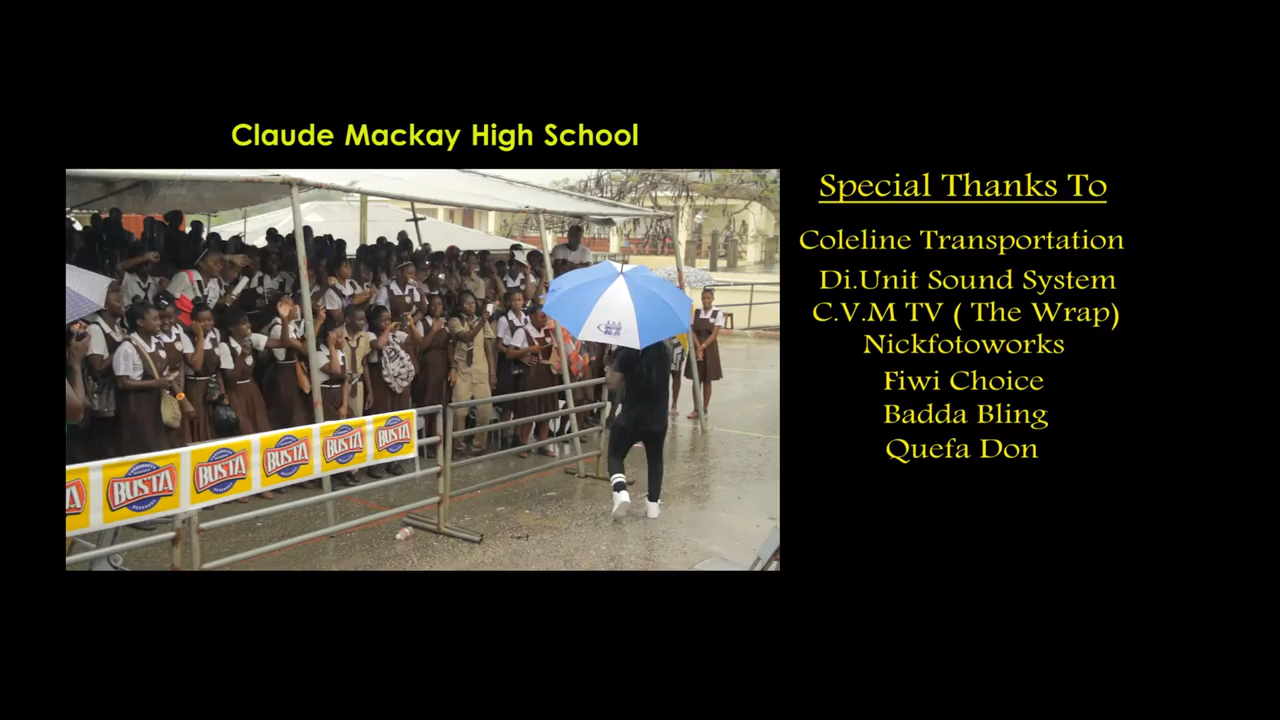 Claude Mackay High School
Special Thanks To
Coleline Transportation
Di.Unit Sound System
C.V.M TV ( The Wrap)
Nickfotoworks
Fiwi Choice
Badda Bling
Quefa Don
BUSTA
BUSTA
BUSTA
BUSTA
BUSTA